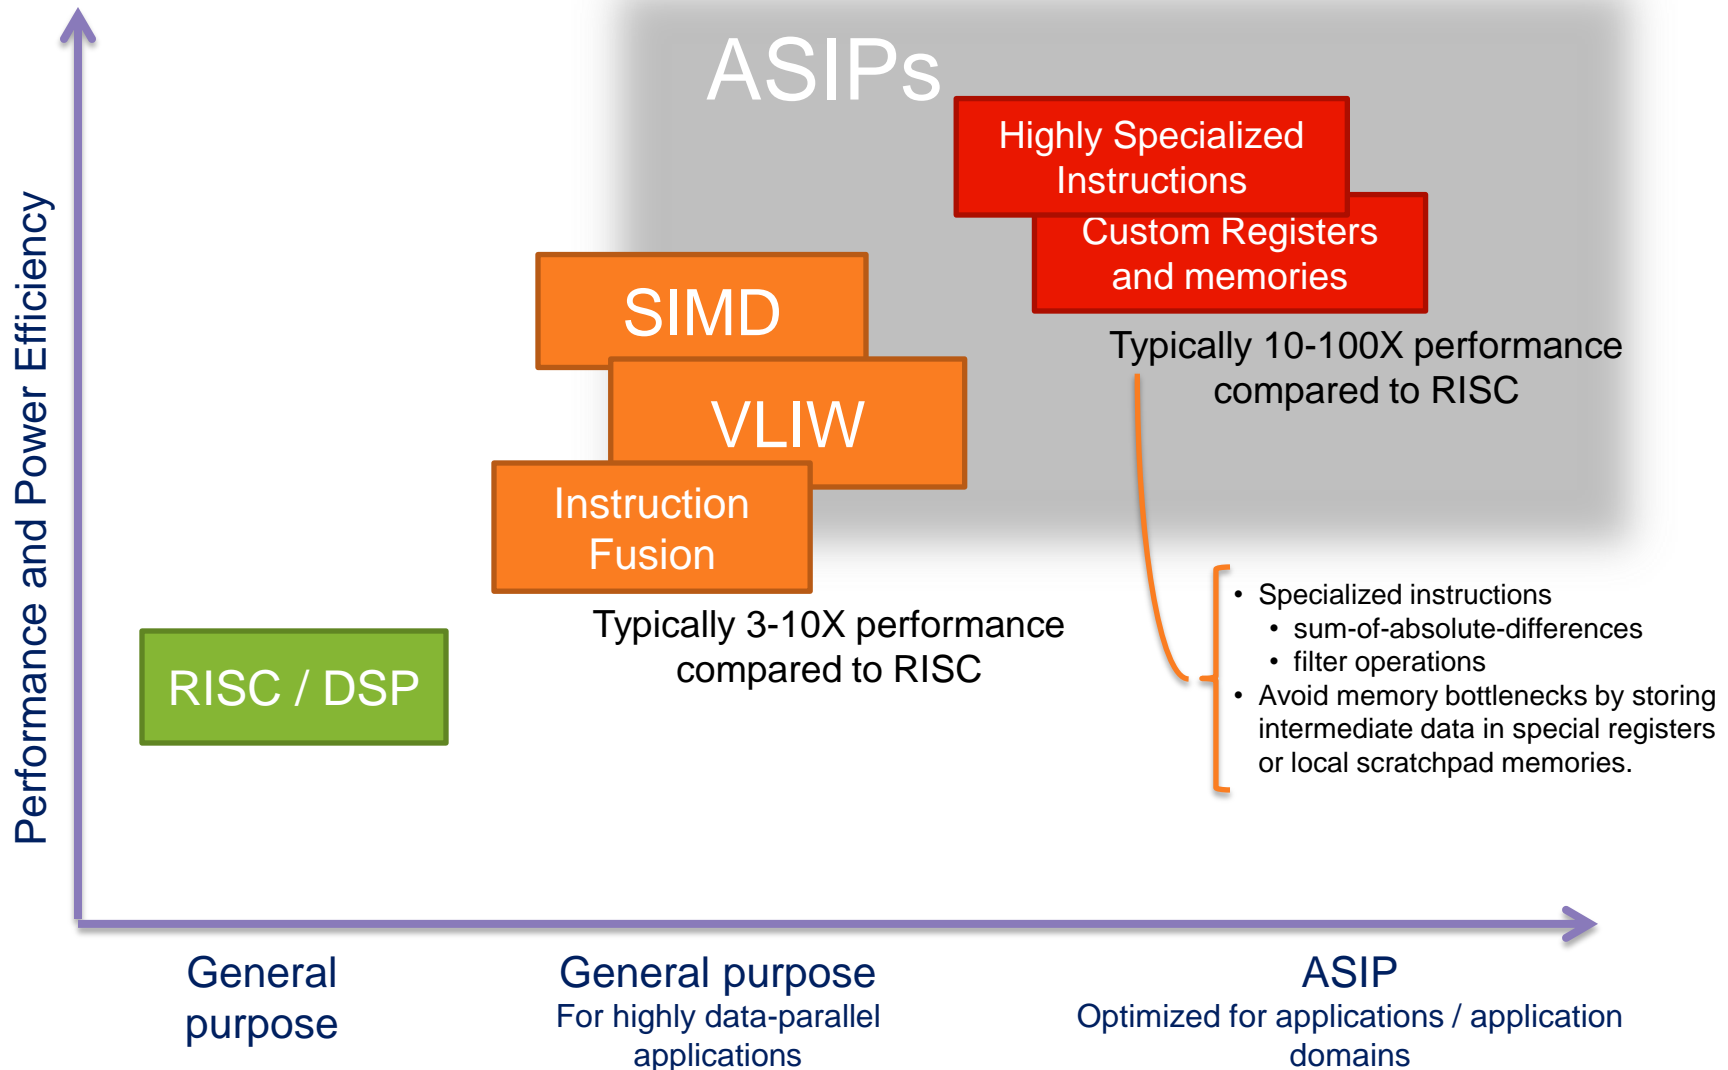 Performance and Power Efficiency
ASIPs
Highly Specialized
Instructions
Custom Registers
and memories
SIMD
VLIW
Instruction
Fusion
Typically 10-100X performance
compared to RISC
Typically 3-10X performance
compared to RISC
RISC / DSP
• Specialized instructions
• sum-of-absolute-differences
• filter operations
• Avoid memory bottlenecks by storing
intermediate data in special registers
or local scratchpad memories.
General
purpose
General purpose
For highly data-parallel
applications
ASIP
Optimized for applications / application
domains